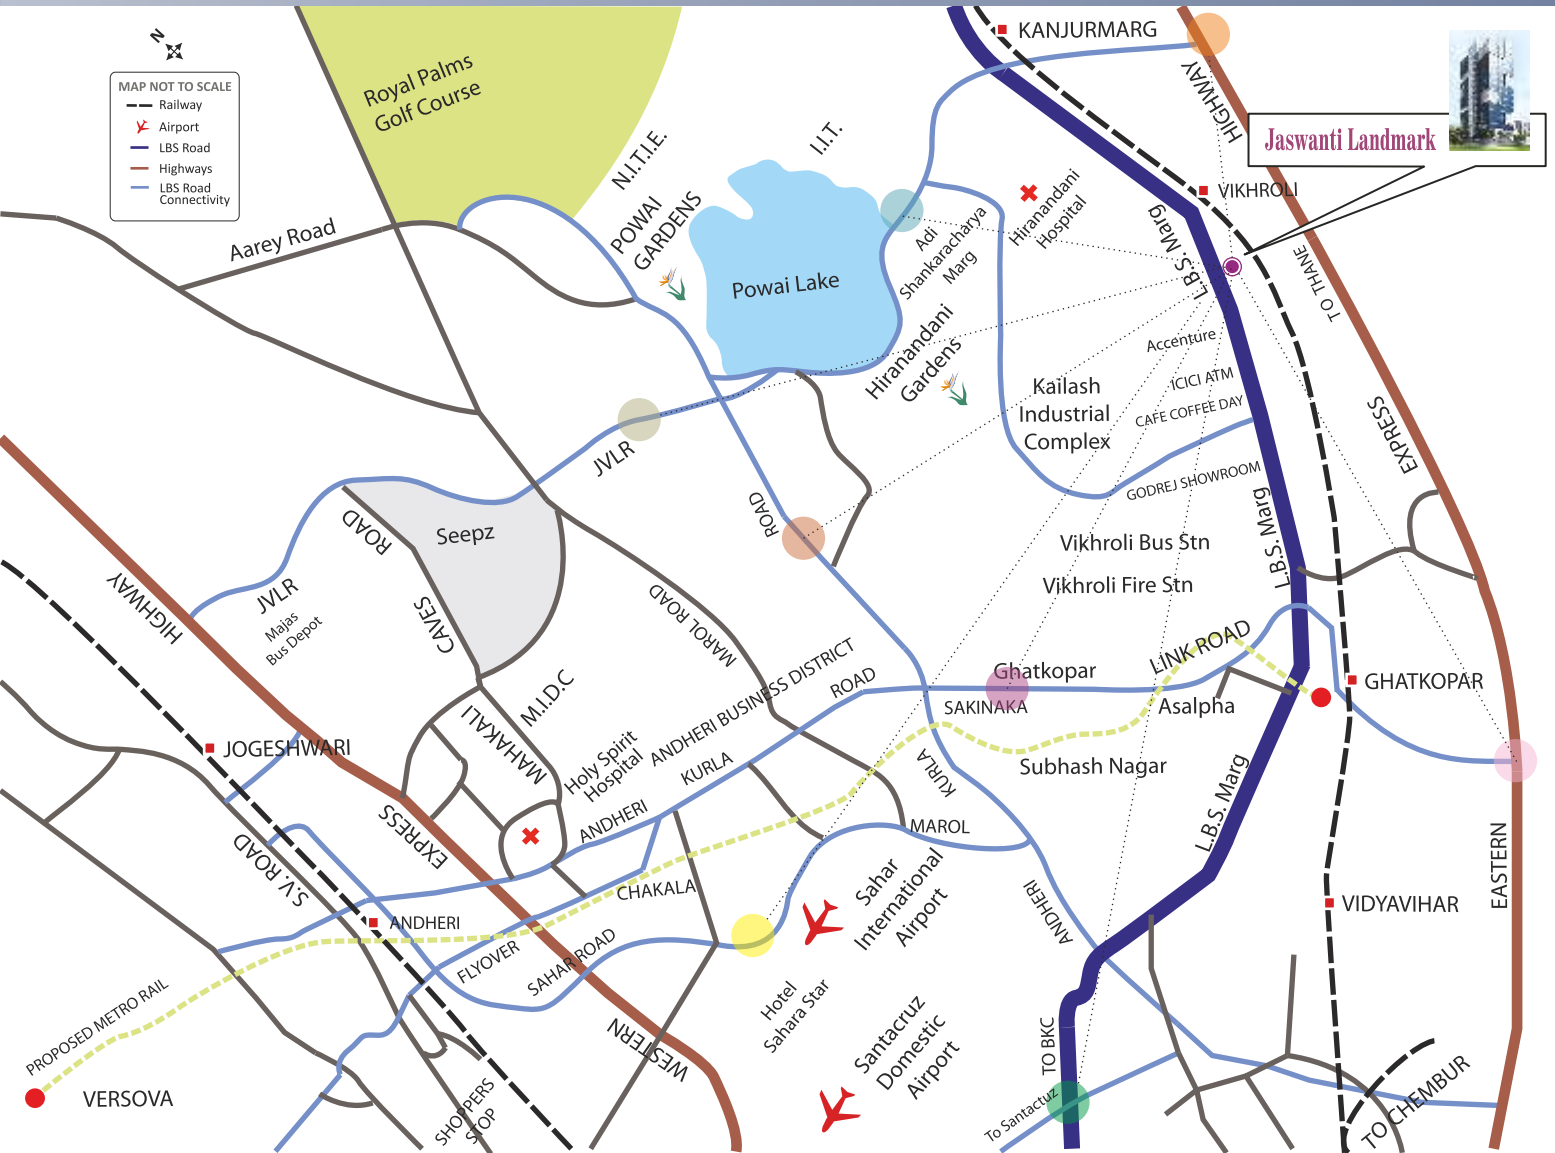 N
MAP NOT TO SCALE
Railway
Airport
LBS Road
Highways
LBS Road
Connectivity
Royal Palms
Golf Course
Aarey Road
N.I.T.I.E.
POWAI
GARDENS
I.I.T.
Powai Lake
KANJURMARG
HIGHWAY
Jaswanti Landmark
VIKHROLI
Hiranandani
Hospital
Adi
Shankaracharya
Marg
L.B.S. Marg
TO THANE
Hiranandani
Gardens
Accenture
ICICI ATM
CAFE COFFEE DAY
Kailash
Industrial
Complex
GODREJ SHOWROOM
EXPRESS
JVLR
ROAD
Seepz
ROAD
L.B.S. Marg
Vikhroli Bus Stn
Vikhroli Fire Stn
HIGHWAY
JVLR
Majas
Bus Depot
CAVES
MAROL ROAD
LINK ROAD
Ghatkopar
GHATKOPAR
SAKINAKA
Asalpha
ANDHERI BUSINESS DISTRICT
ROAD
M.I.D.C
MAHAKALI
JOGESHWARI
Holy Spirit
Hospital
KURLA
KURLA
Subhash Nagar
L.B.S. Marg
EXPRESS
ANDHERI
MAROL
S.V. ROAD
EASTERN
CHAKALA
Sahar
International
Airport
ANDHERI
VIDYAVIHAR
ANDHERI
FLYOVER
SAHAR ROAD
PROPOSED METRO RAIL
Hotel
Sahara Star
WESTERN
Santacruz
Domestic
Airport
TO BKC
VERSOVA
SHOPPERS
STOP
To Santactuz
TO CHEMBUR